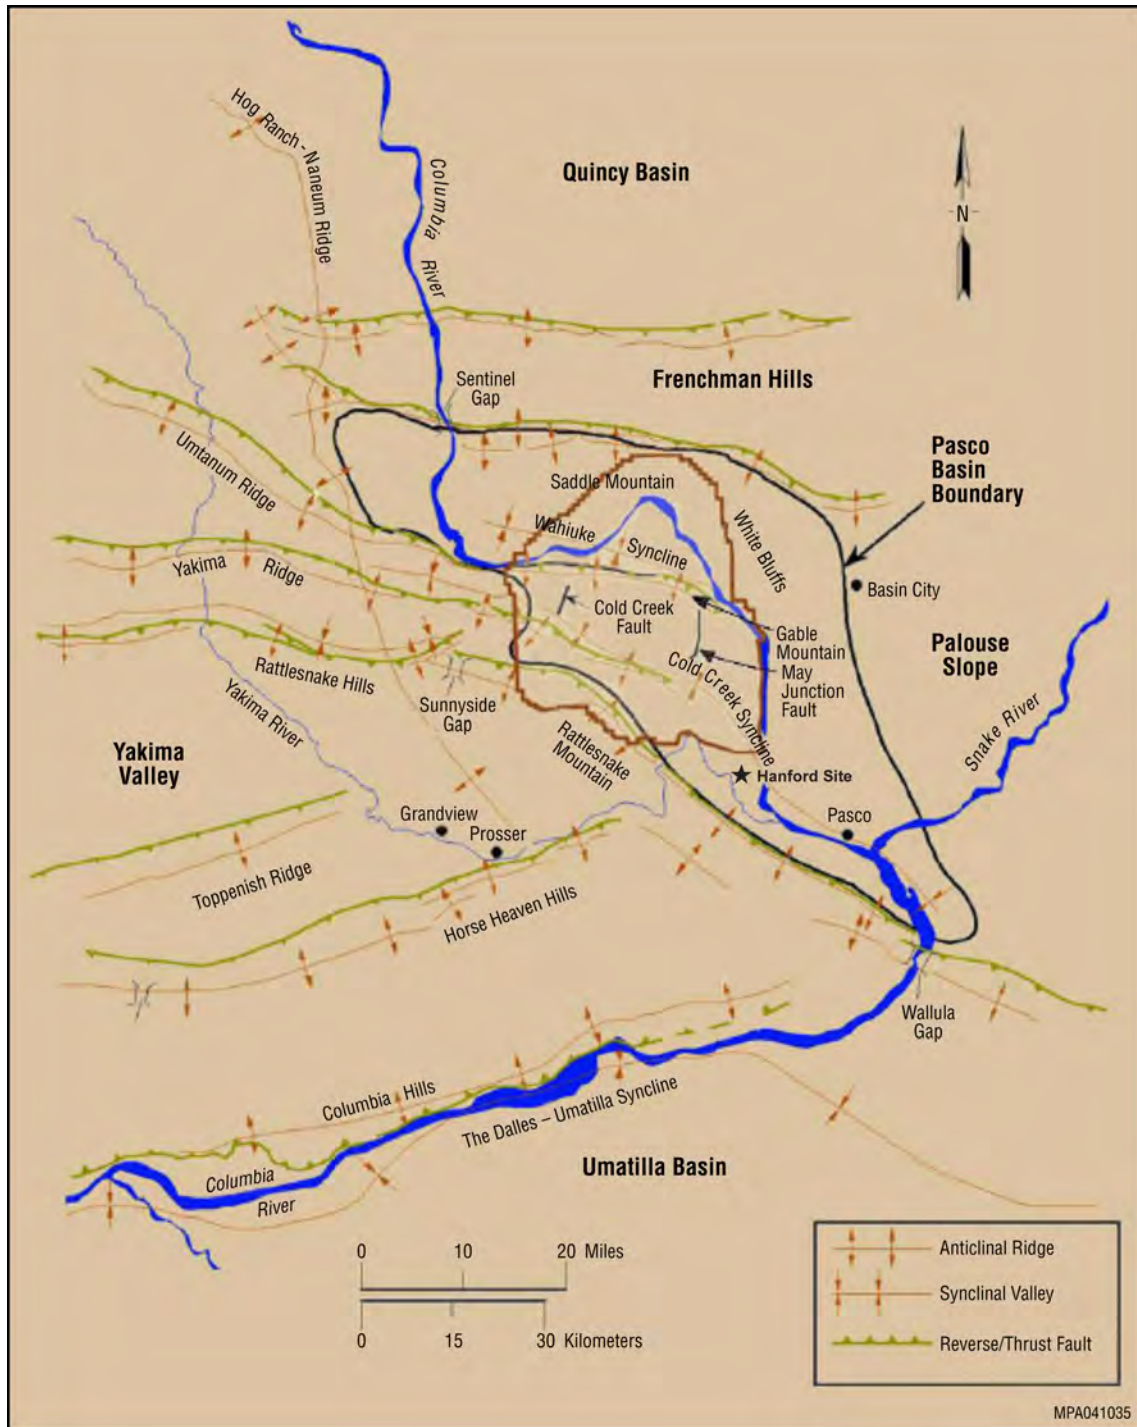 Hog Ranch - Naneum Ridge
Columbia
River
Quincy Basin
N
Sentinel
Gap
Frenchman Hills
Pasco
Basin
Boundary
Umtanum Ridge
Saddle Mountain
Wahluke
Syncline
White Bluffs
Yakima
Ridge
Cold Creek
Fault
Basin City
Gable
Mountain
May
Junction
Fault
Palouse
Slope
Rattlesnake Hills
Sunnyside
Gap
Cold Creek Syncline
Yakima River
Rattlesnake
Mountain
Snake River
Yakima
Valley
Hanford Site
Grandview
Prosser
Pasco
Toppenish Ridge
Horse Heaven Hills
Wallula
Gap
Columbia Hills
The Dalles – Umatilla Syncline
Umatilla Basin
Columbia
River
0 10 20 Miles
0 15 30 Kilometers
Anticlinal Ridge
Synclinal Valley
Reverse/Thrust Fault
MPA041035